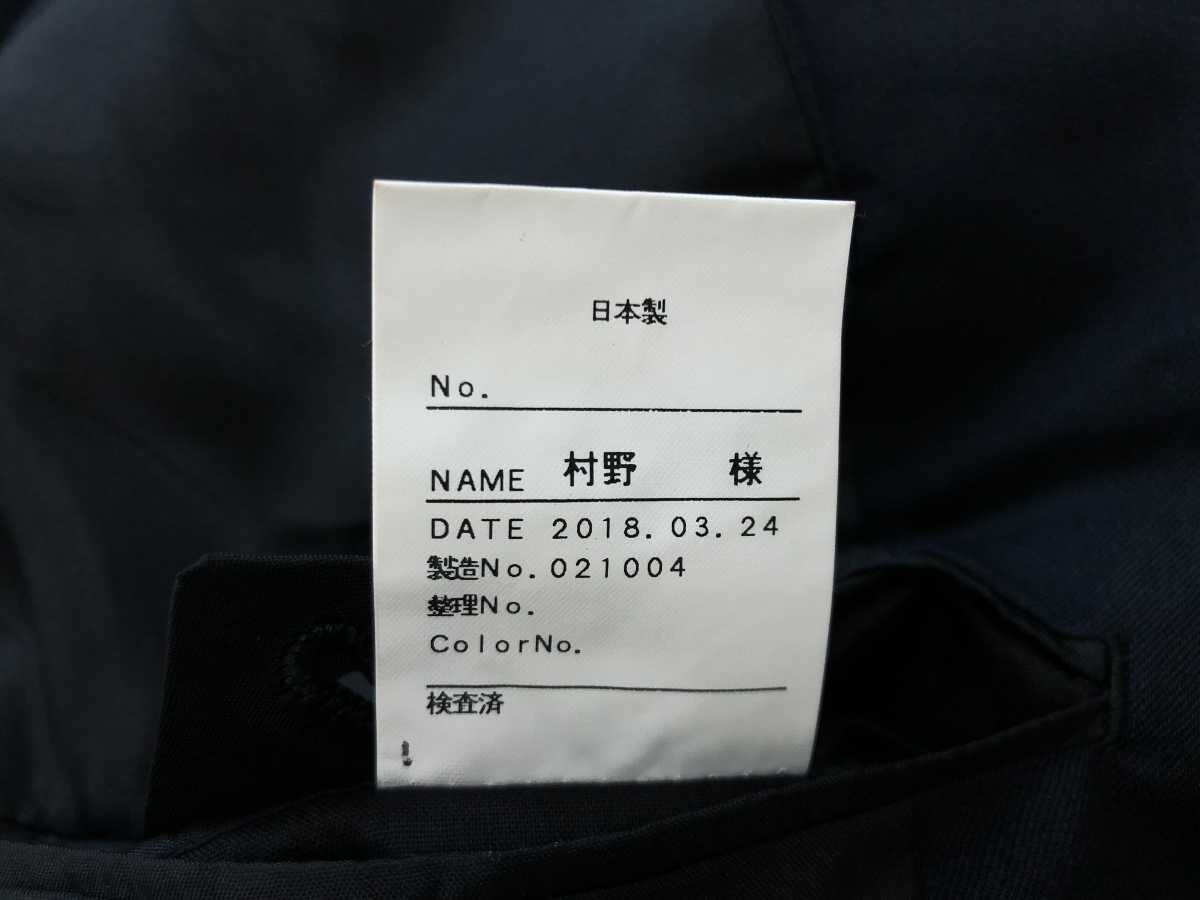 日本製
No.
NAME 村野 様
DATE 2018.03.24
製造No.021004
整理No.
ColorNo.
検査済